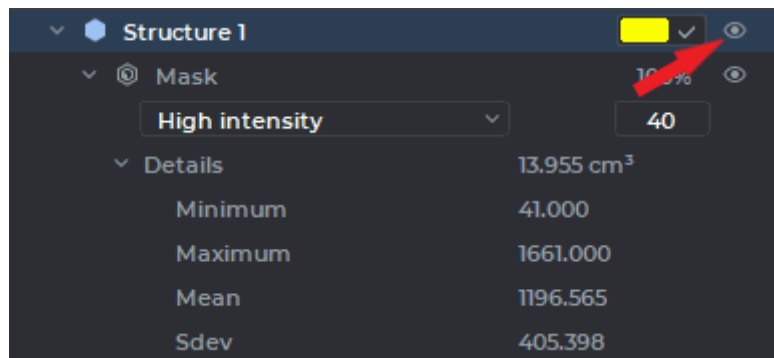 Structure 1
Mask 100%
High intensity 40
Details 13.955 cm³
Minimum 41.000
Maximum 1661.000
Mean 1196.565
Sdev 405.398